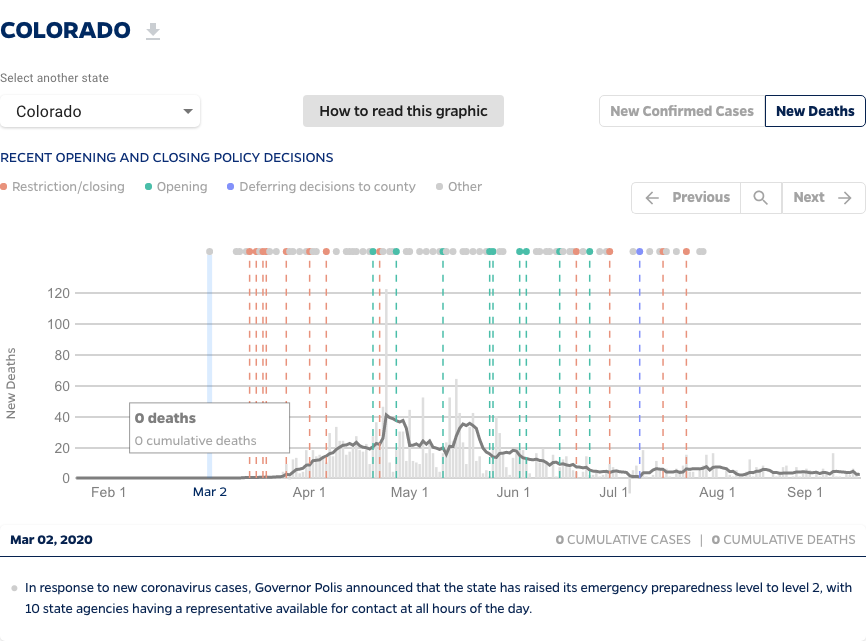 COLORADO
Select another state
Colorado
How to read this graphic
New Confirmed Cases
New Deaths
RECENT OPENING AND CLOSING POLICY DECISIONS
Restriction/closing
Opening
Deferring decisions to county
Other
Previous
Next
New Deaths
120
100
80
60
40
20
0
0 deaths
0 cumulative deaths
Feb 1
Mar 2
Apr 1
May 1
Jun 1
Jul 1
Aug 1
Sep 1
Mar 02, 2020
0 CUMULATIVE CASES | 0 CUMULATIVE DEATHS
In response to new coronavirus cases, Governor Polis announced that the state has raised its emergency preparedness level to level 2, with
10 state agencies having a representative available for contact at all hours of the day.